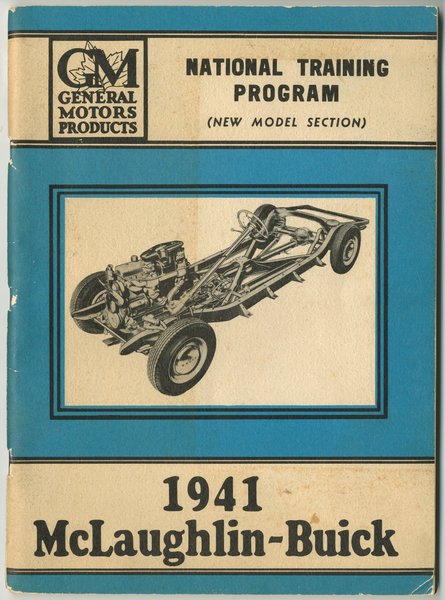 GM
GENERAL
MOTORS
PRODUCTS
NATIONAL TRAINING
PROGRAM
(NEW MODEL SECTION)
1941
McLaughlin-Buick